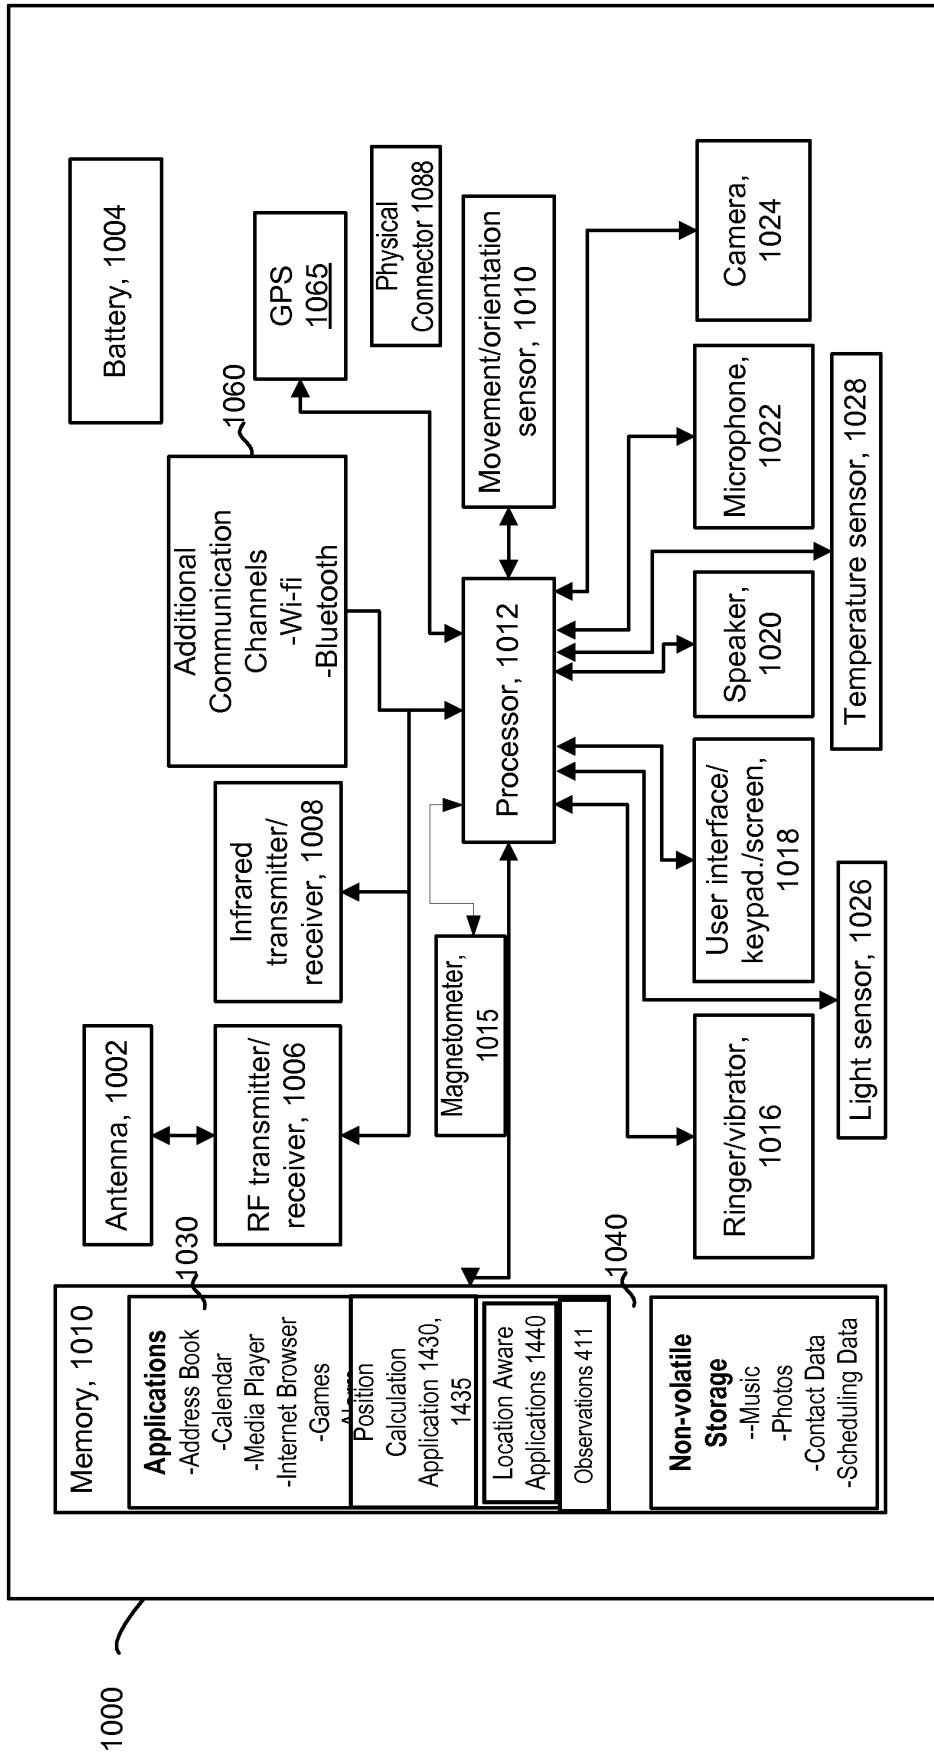 1000
Memory, 1010
Applications
-Address Book
-Calendar
-Media Player
-Internet Browser
-Games
Position
Calculation
Application 1430,
1435
Location Aware
Applications 1440
Observations 411
1030
1040
Non-volatile
Storage
--Music
-Photos
-Contact Data
-Scheduling Data
Antenna, 1002
RF transmitter/
receiver, 1006
Infrared
transmitter/
receiver, 1008
Additional
Communication
Channels
-Wi-fi
-Bluetooth
1060
Battery, 1004
GPS
1065
Physical
Connector 1088
Magnetometer,
1015
Processor, 1012
Movement/orientation
sensor, 1010
Ringer/vibrator,
1016
User interface/
keypad./screen,
1018
Speaker,
1020
Microphone,
1022
Camera,
1024
Light sensor, 1026
Temperature sensor, 1028